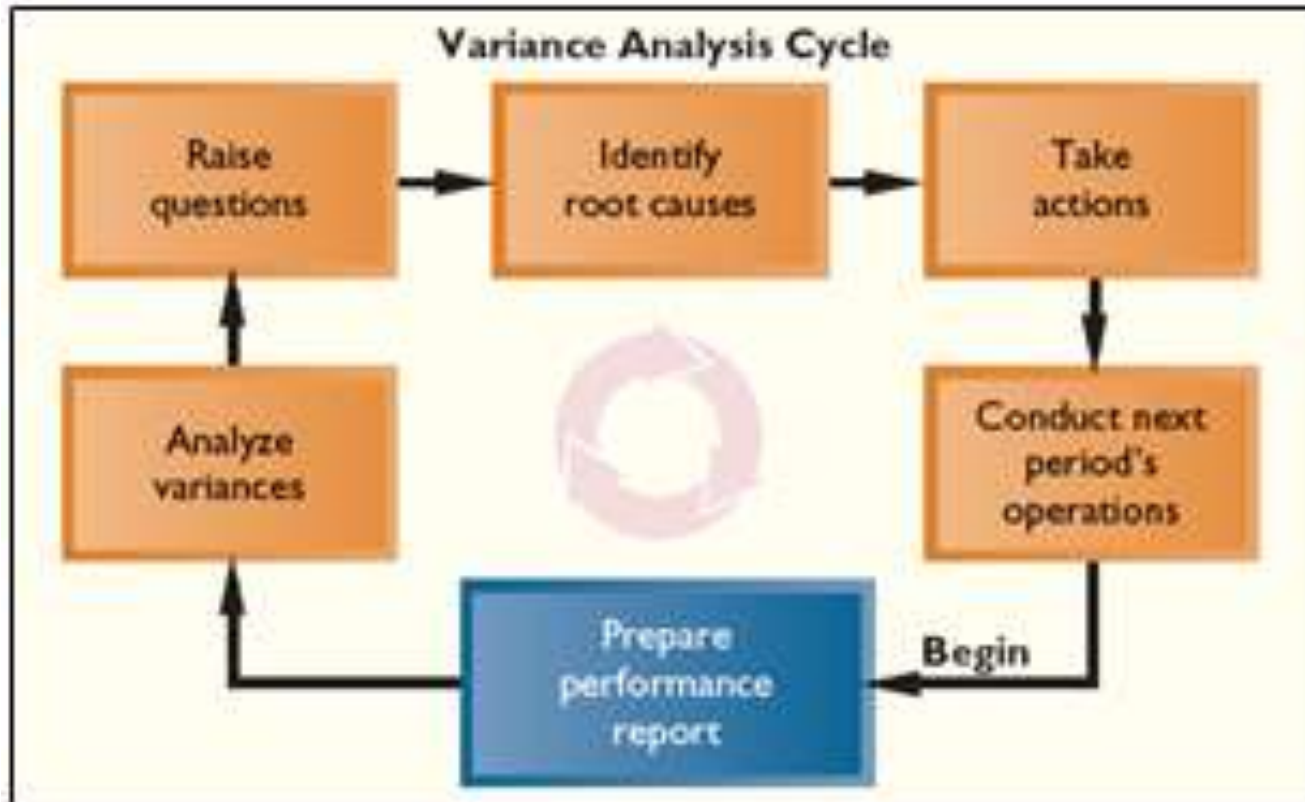 Variance Analysis Cycle
Raise
questions
Identify
root causes
Take
actions
Analyze
variances
Conduct next
period's
operations
Prepare
performance
report
Begin